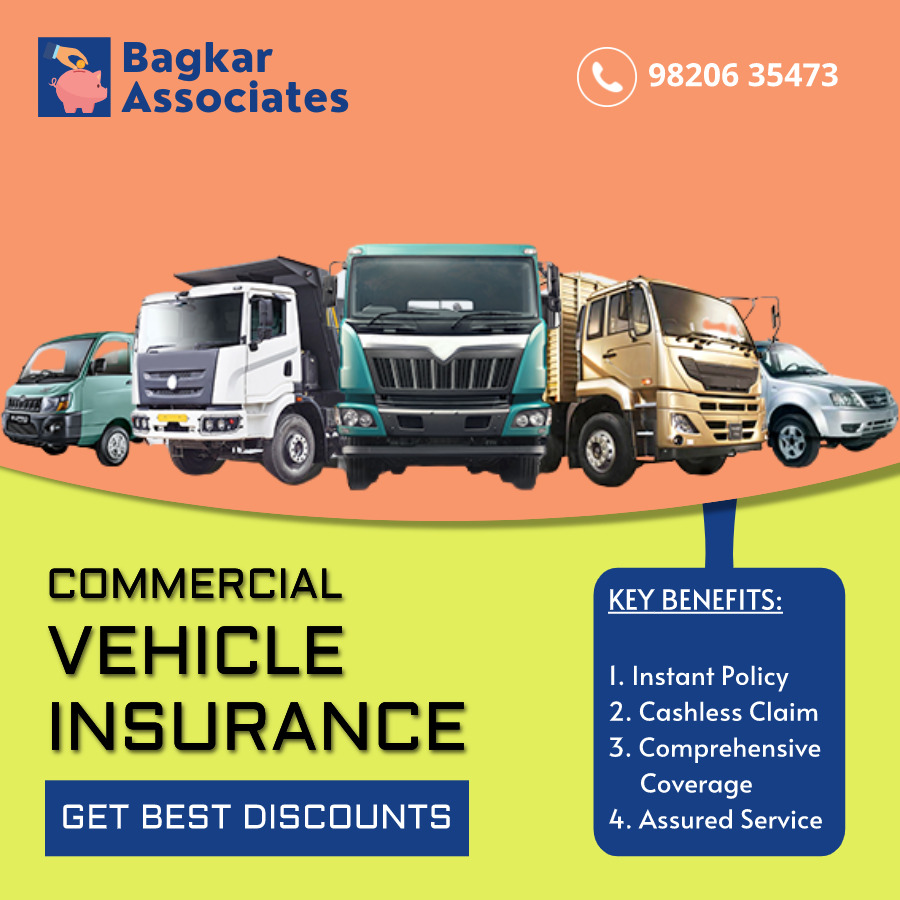 Bagkar
Associates
98206 35473
COMMERCIAL
VEHICLE
INSURANCE
GET BEST DISCOUNTS
KEY BENEFITS:
1. Instant Policy
2. Cashless Claim
3. Comprehensive
Coverage
4. Assured Service